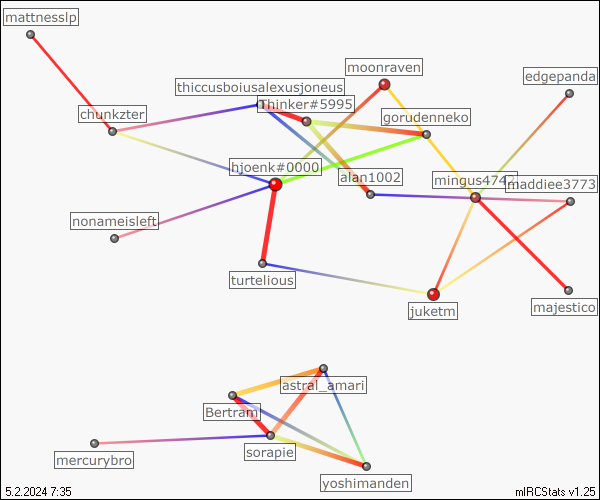 mattnesslp
moonraven
edgepanda
thiccusboiusalexusjoneus
Thinker#5995
chunkzter
gorudenneko
hjoenk#0000
alan1002
mingus474
maddiee3773
nonameisleft
turtelious
juketm
majestico
astral_amari
Bertram
sorapie
mercurybro
yoshimanden
5.2.2024 7:35
mIRCStats v1.25